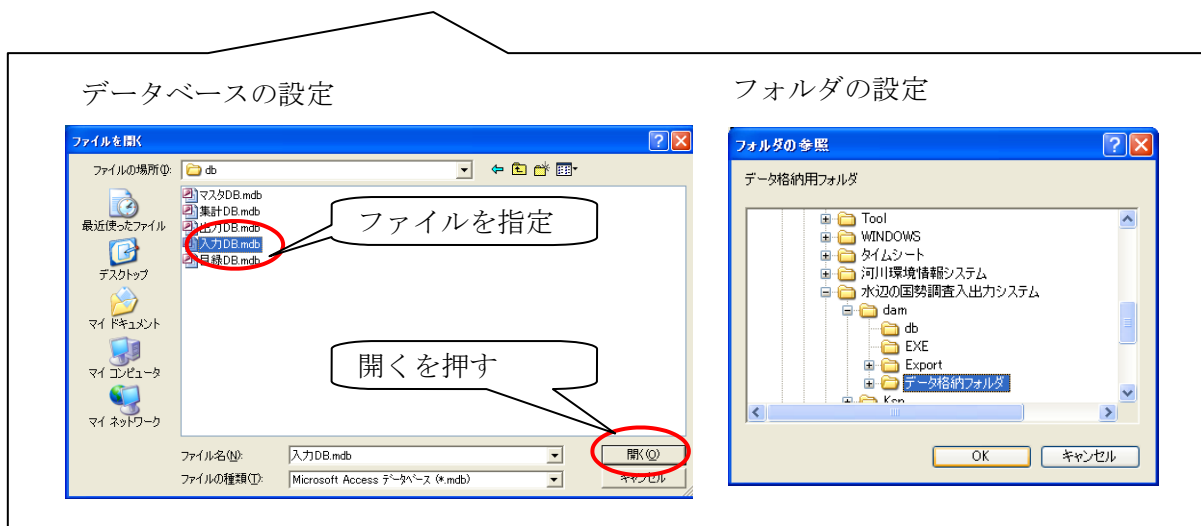 データベースの設定
ファイルを開く
ファイルの場所(I):
db
最近使ったファイル
デスクトップ
マイ ドキュメント
マイ コンピュータ
マイ ネットワーク
マスタDB.mdb
集計DB.mdb
出力DB.mdb
入力DB.mdb
目録DB.mdb
ファイルを指定
開くを押す
ファイル名(N):
入力DB.mdb
開く(O)
ファイルの種類(T):
Microsoft Access データベース (*.mdb)
キャンセル
フォルダの設定
フォルダの参照
データ格納用フォルダ
Tool
WINDOWS
タイムシート
河川環境情報システム
水辺の国勢調査入出力システム
dam
db
EXE
Export
データ格納フォルダ
OK
キャンセル